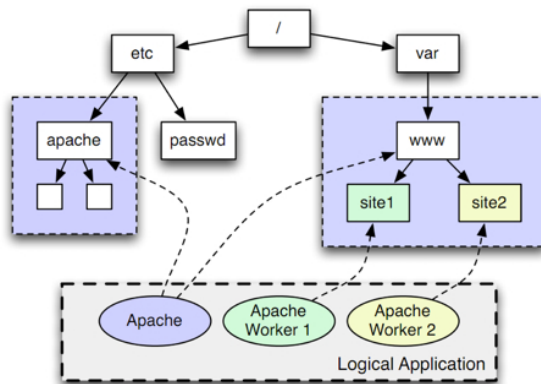 /
etc
var
apache
passwd
www
site1
site2
Apache
Apache
Worker 1
Apache
Worker 2
Logical Application